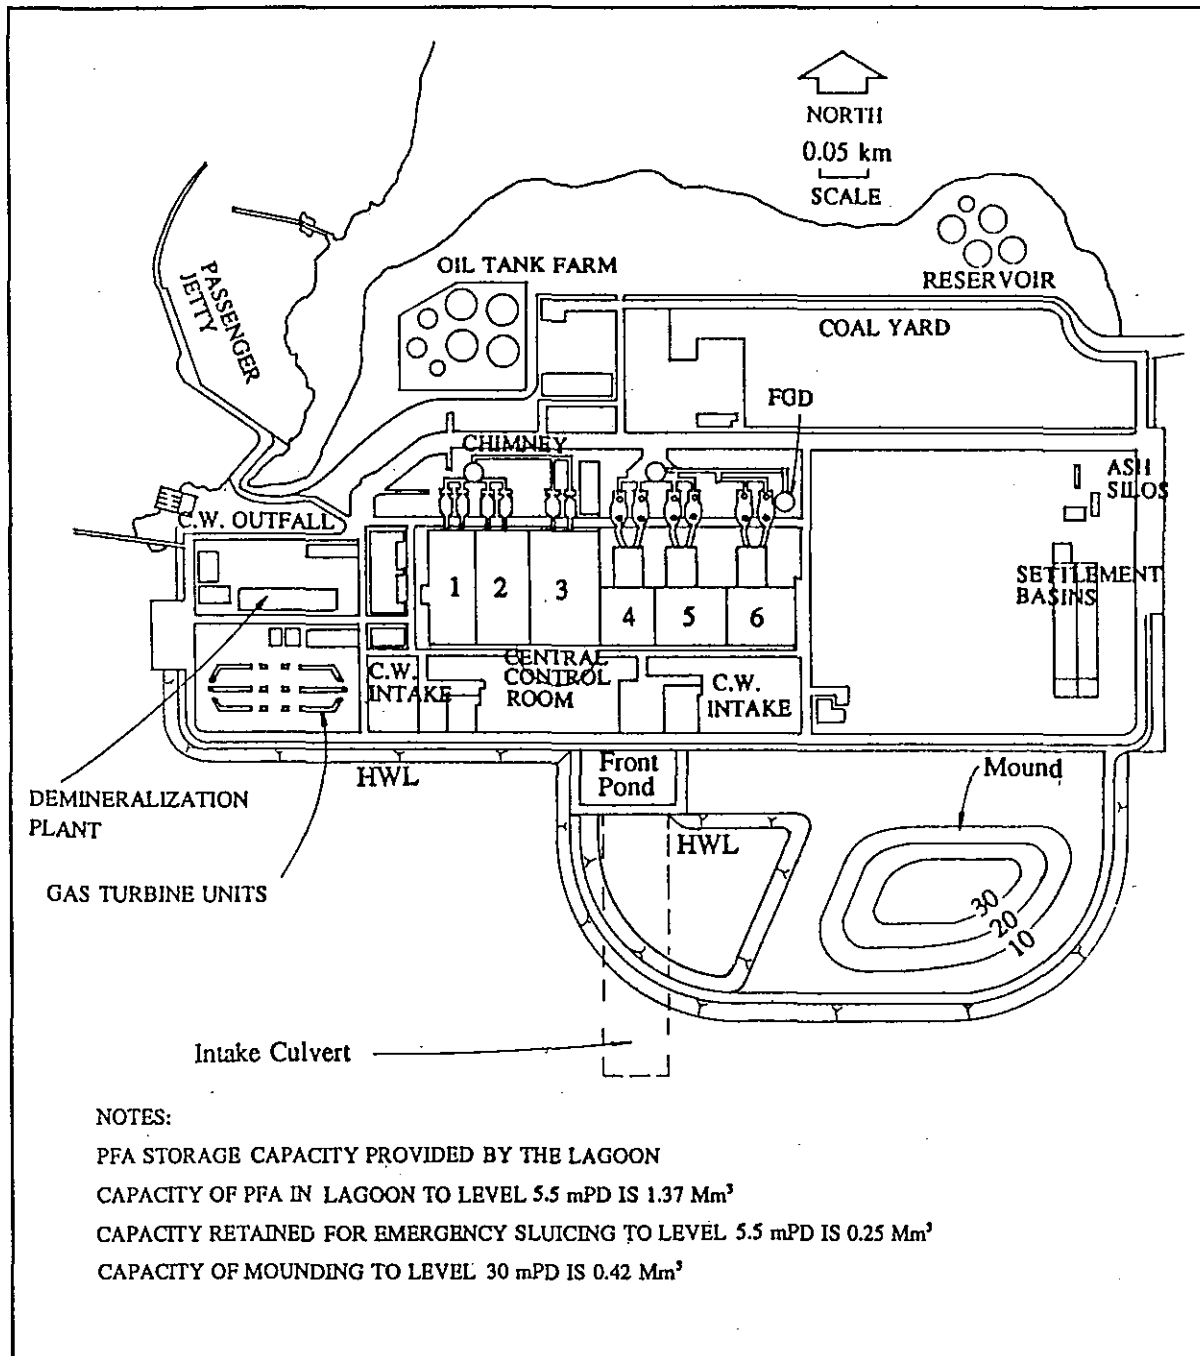 NORTH
0.05 km
SCALE
PASSENGER
JETTY
OIL TANK FARM
RESERVOIR
COAL YARD
FGD
CHIMNEY
ASH
SILOS
C.W. OUTFALL
SETTLEMENT
BASINS
1
2
3
4
5
6
C.W.
INTAKE
CENTRAL
CONTROL
ROOM
C.W.
INTAKE
HWL
Front
Pond
Mound
DEMINERALIZATION
PLANT
HWL
GAS TURBINE UNITS
30
20
10
Intake Culvert
NOTES:
PFA STORAGE CAPACITY PROVIDED BY THE LAGOON
CAPACITY OF PFA IN LAGOON TO LEVEL 5.5 mPD IS 1.37 Mm³
CAPACITY RETAINED FOR EMERGENCY SLUICING TO LEVEL 5.5 mPD IS 0.25 Mm³
CAPACITY OF MOUNDING TO LEVEL 30 mPD IS 0.42 Mm³